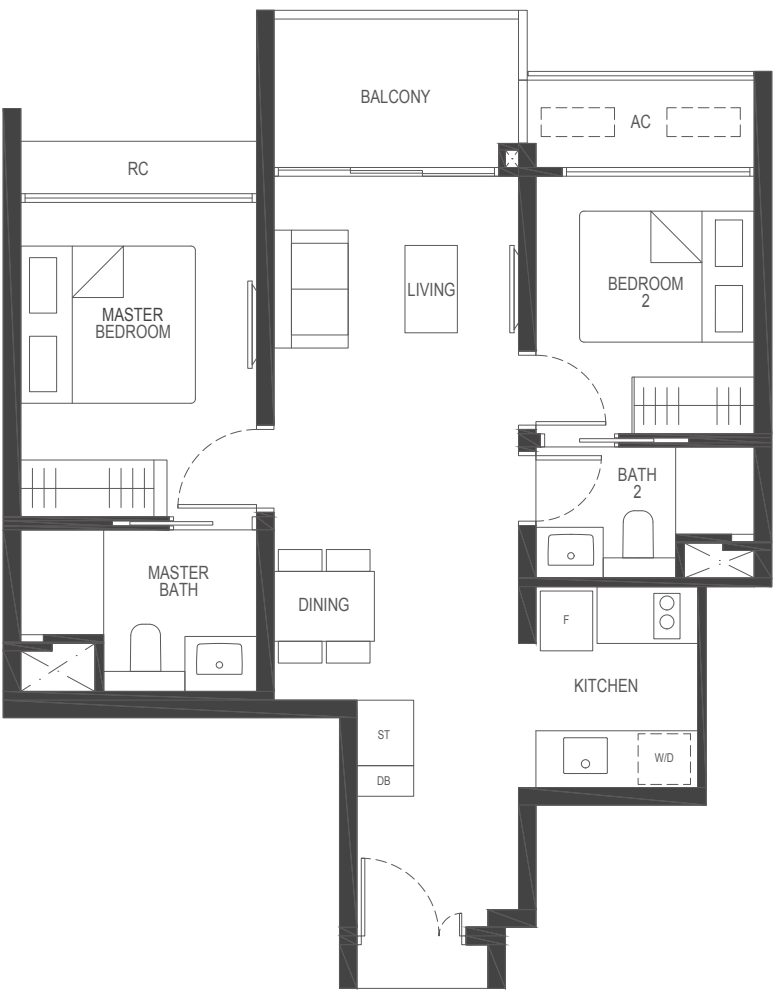 BALCONY
AC
RC
MASTER
BEDROOM
LIVING
BEDROOM
2
BATH
2
MASTER
BATH
DINING
F
KITCHEN
ST
W/D
DB